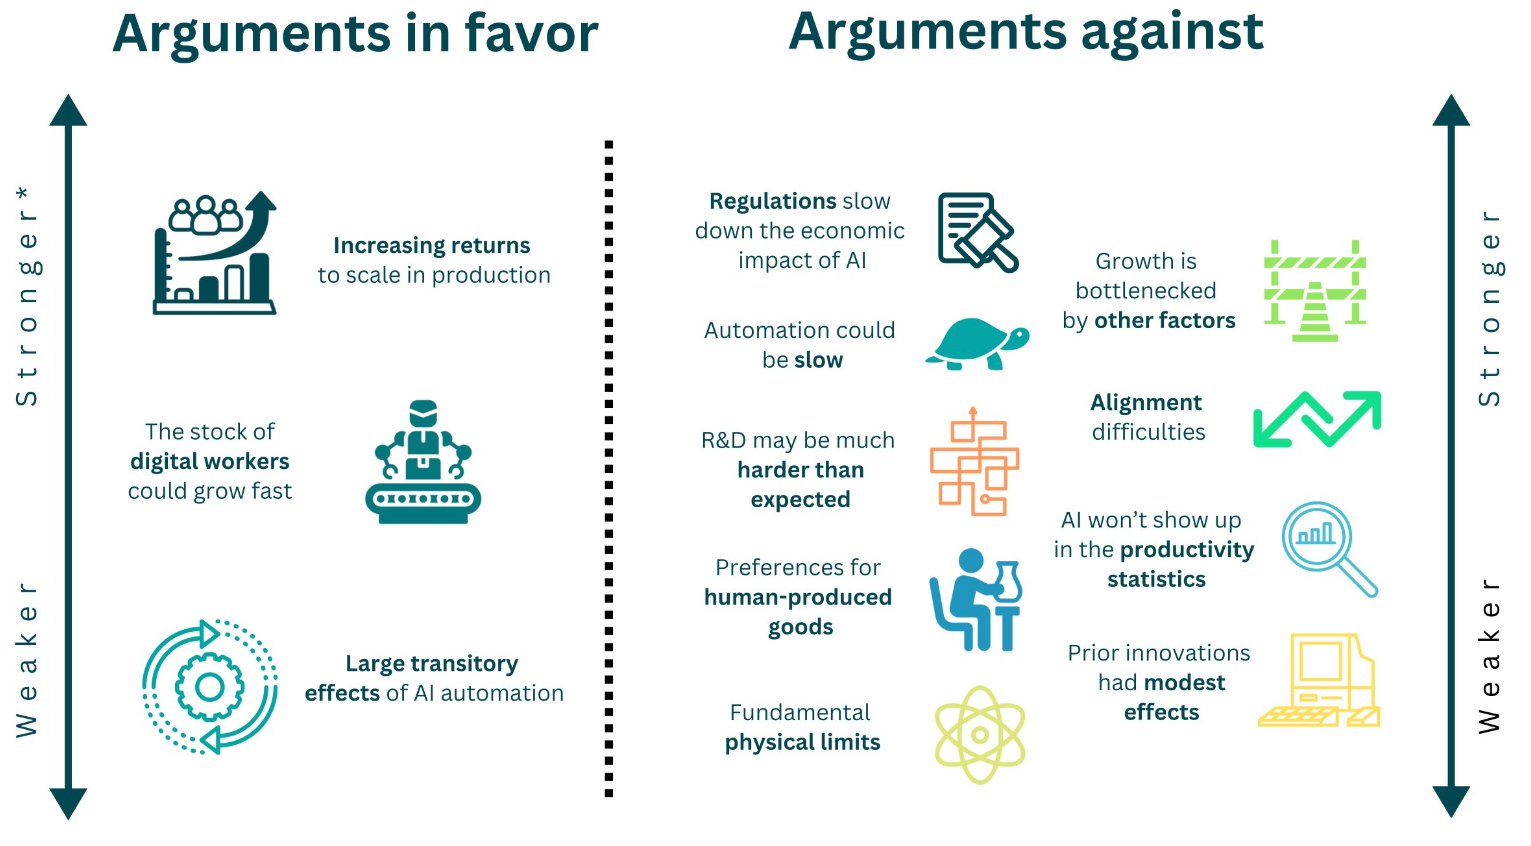 Arguments in favor
Arguments against
Stronger*
Weaker
Increasing returns
to scale in production
The stock of
digital workers
could grow fast
Large transitory
effects of AI automation
Regulations slow
down the economic
impact of AI
Automation could
be slow
R&D may be much
harder than
expected
Preferences for
human-produced
goods
Fundamental
physical limits
Growth is
bottlenecked
by other factors
Alignment
difficulties
AI won’t show up
in the productivity
statistics
Prior innovations
had modest
effects
Stronger
Weaker